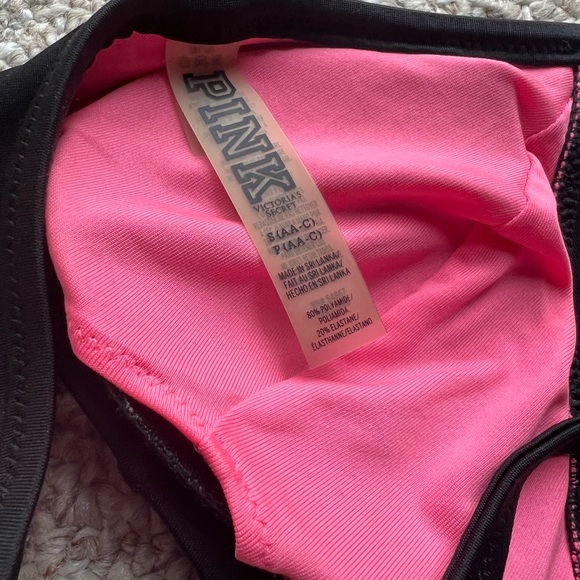 PINK
VICTORIA'S
SECRET
S(AA-C)
P(AA-C)
MADE IN SRI LANKA/
FAIT AU SRI LANKA/
HECHO EN SRI LANKA
80% POLYAMIDE/
POLIAMIDA,
20% ELASTANE/
ÉLASTHANNE/ELASTANO